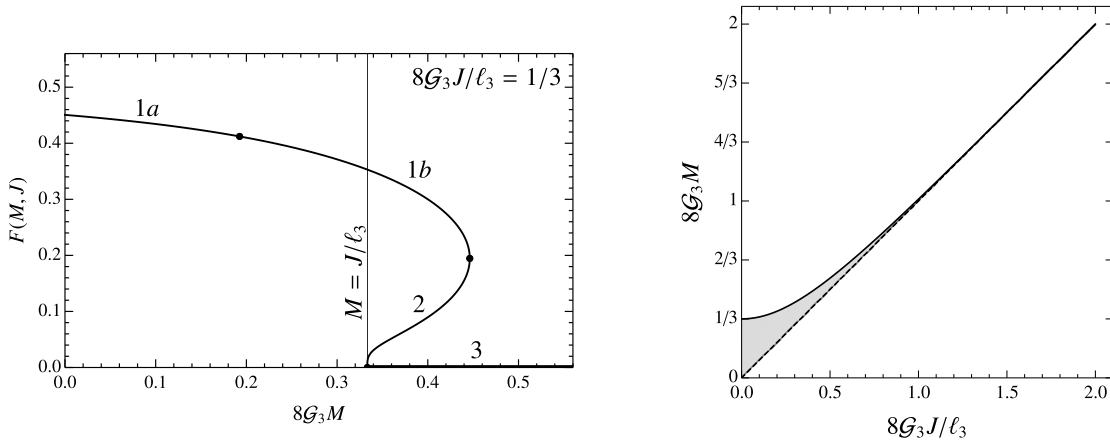 8𝒢₃J/ℓ₃ = 1/3
1a
1b
2
3
M = J/ℓ₃
F(M, J)
0.5
0.4
0.3
0.2
0.1
0.0
0.0 0.1 0.2 0.3 0.4 0.5
8𝒢₃M
8𝒢₃M
2
5/3
4/3
1
2/3
1/3
0
0.0 0.5 1.0 1.5 2.0
8𝒢₃J/ℓ₃